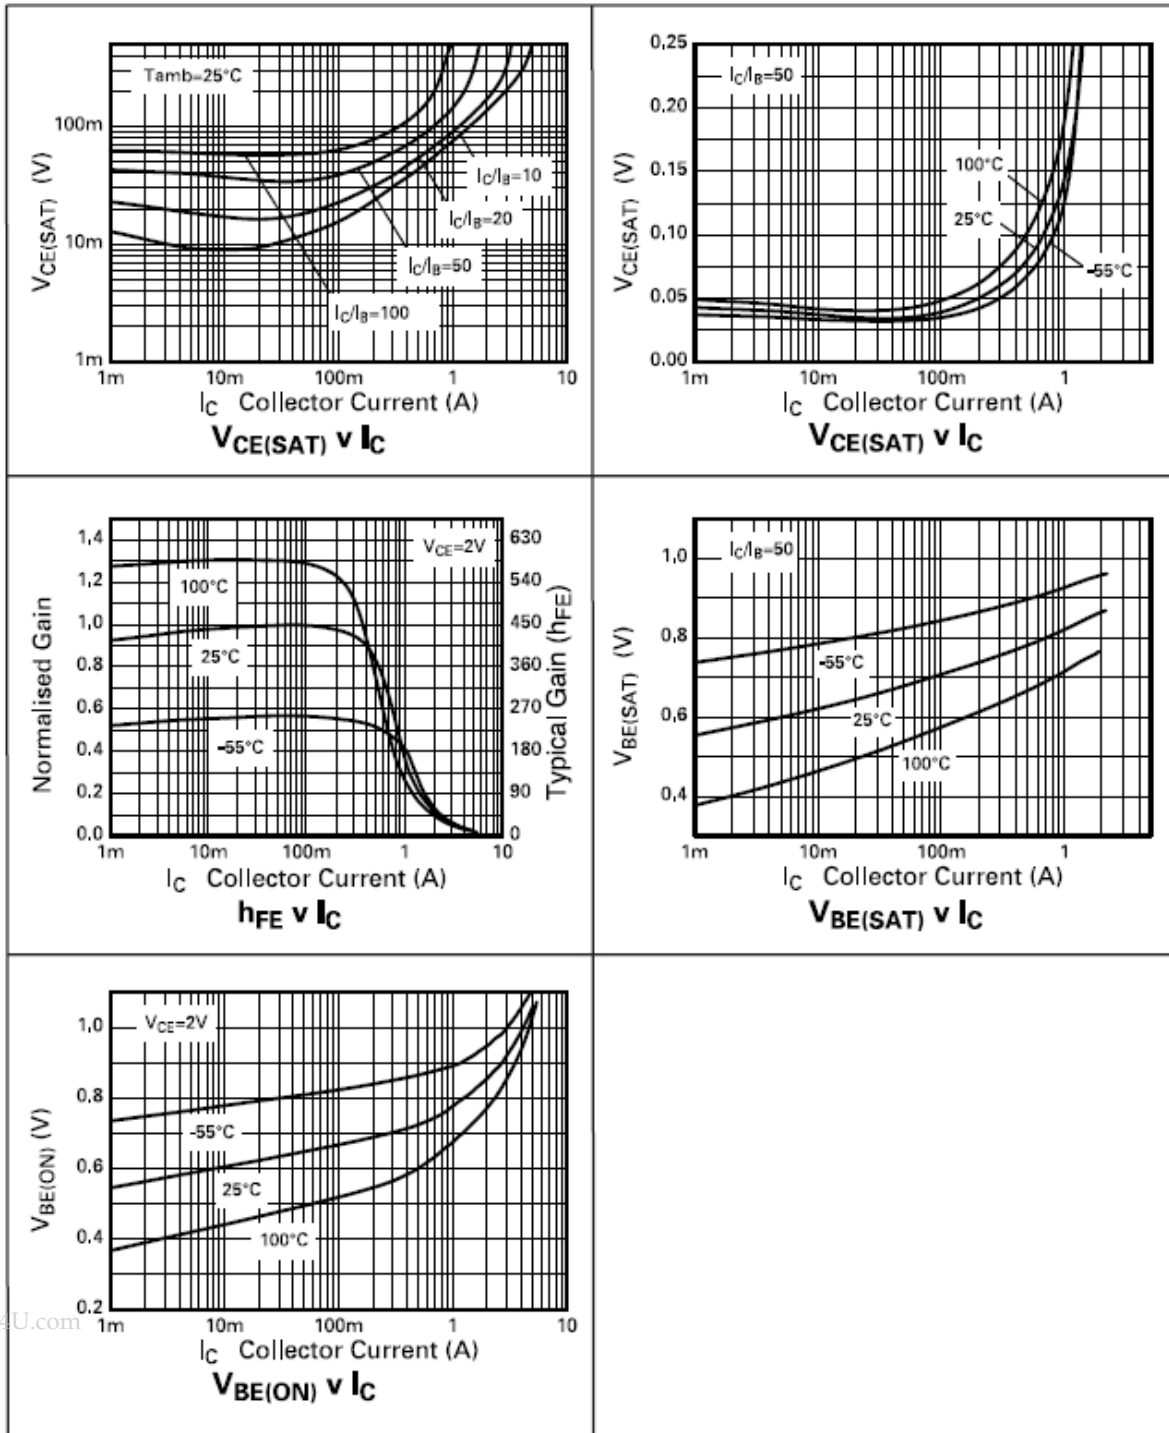 Tamb=25°C
100m
10m
1m
1m 10m 100m 1 10
VCE(SAT) (V)
IC/IB=10
IC/IB=20
IC/IB=50
IC/IB=100
IC Collector Current (A)
VCE(SAT) v IC
IC/IB=50
0.25
0.20
0.15
0.10
0.05
0.00
1m 10m 100m 1
VCE(SAT) (V)
100°C
25°C
-55°C
IC Collector Current (A)
VCE(SAT) v IC
VCE=2V
1,4
1.2
1.0
0.8
0.6
0.4
0.2
0.0
630
540
450
360
270
180
90
0
1m 10m 100m 1 10
Normalised Gain
Typical Gain (hFE)
100°C
25°C
-55°C
IC Collector Current (A)
hFE v IC
IC/IB=50
1,0
0.8
0.6
0,4
1m 10m 100m 1
VBE(SAT) (V)
-55°C
25°C
100°C
IC Collector Current (A)
VBE(SAT) v IC
VCE=2V
1,0
0.8
0.6
0.4
0.2
1m 10m 100m 1 10
VBE(ON) (V)
-55°C
25°C
100°C
IC Collector Current (A)
VBE(ON) v IC
4U.com